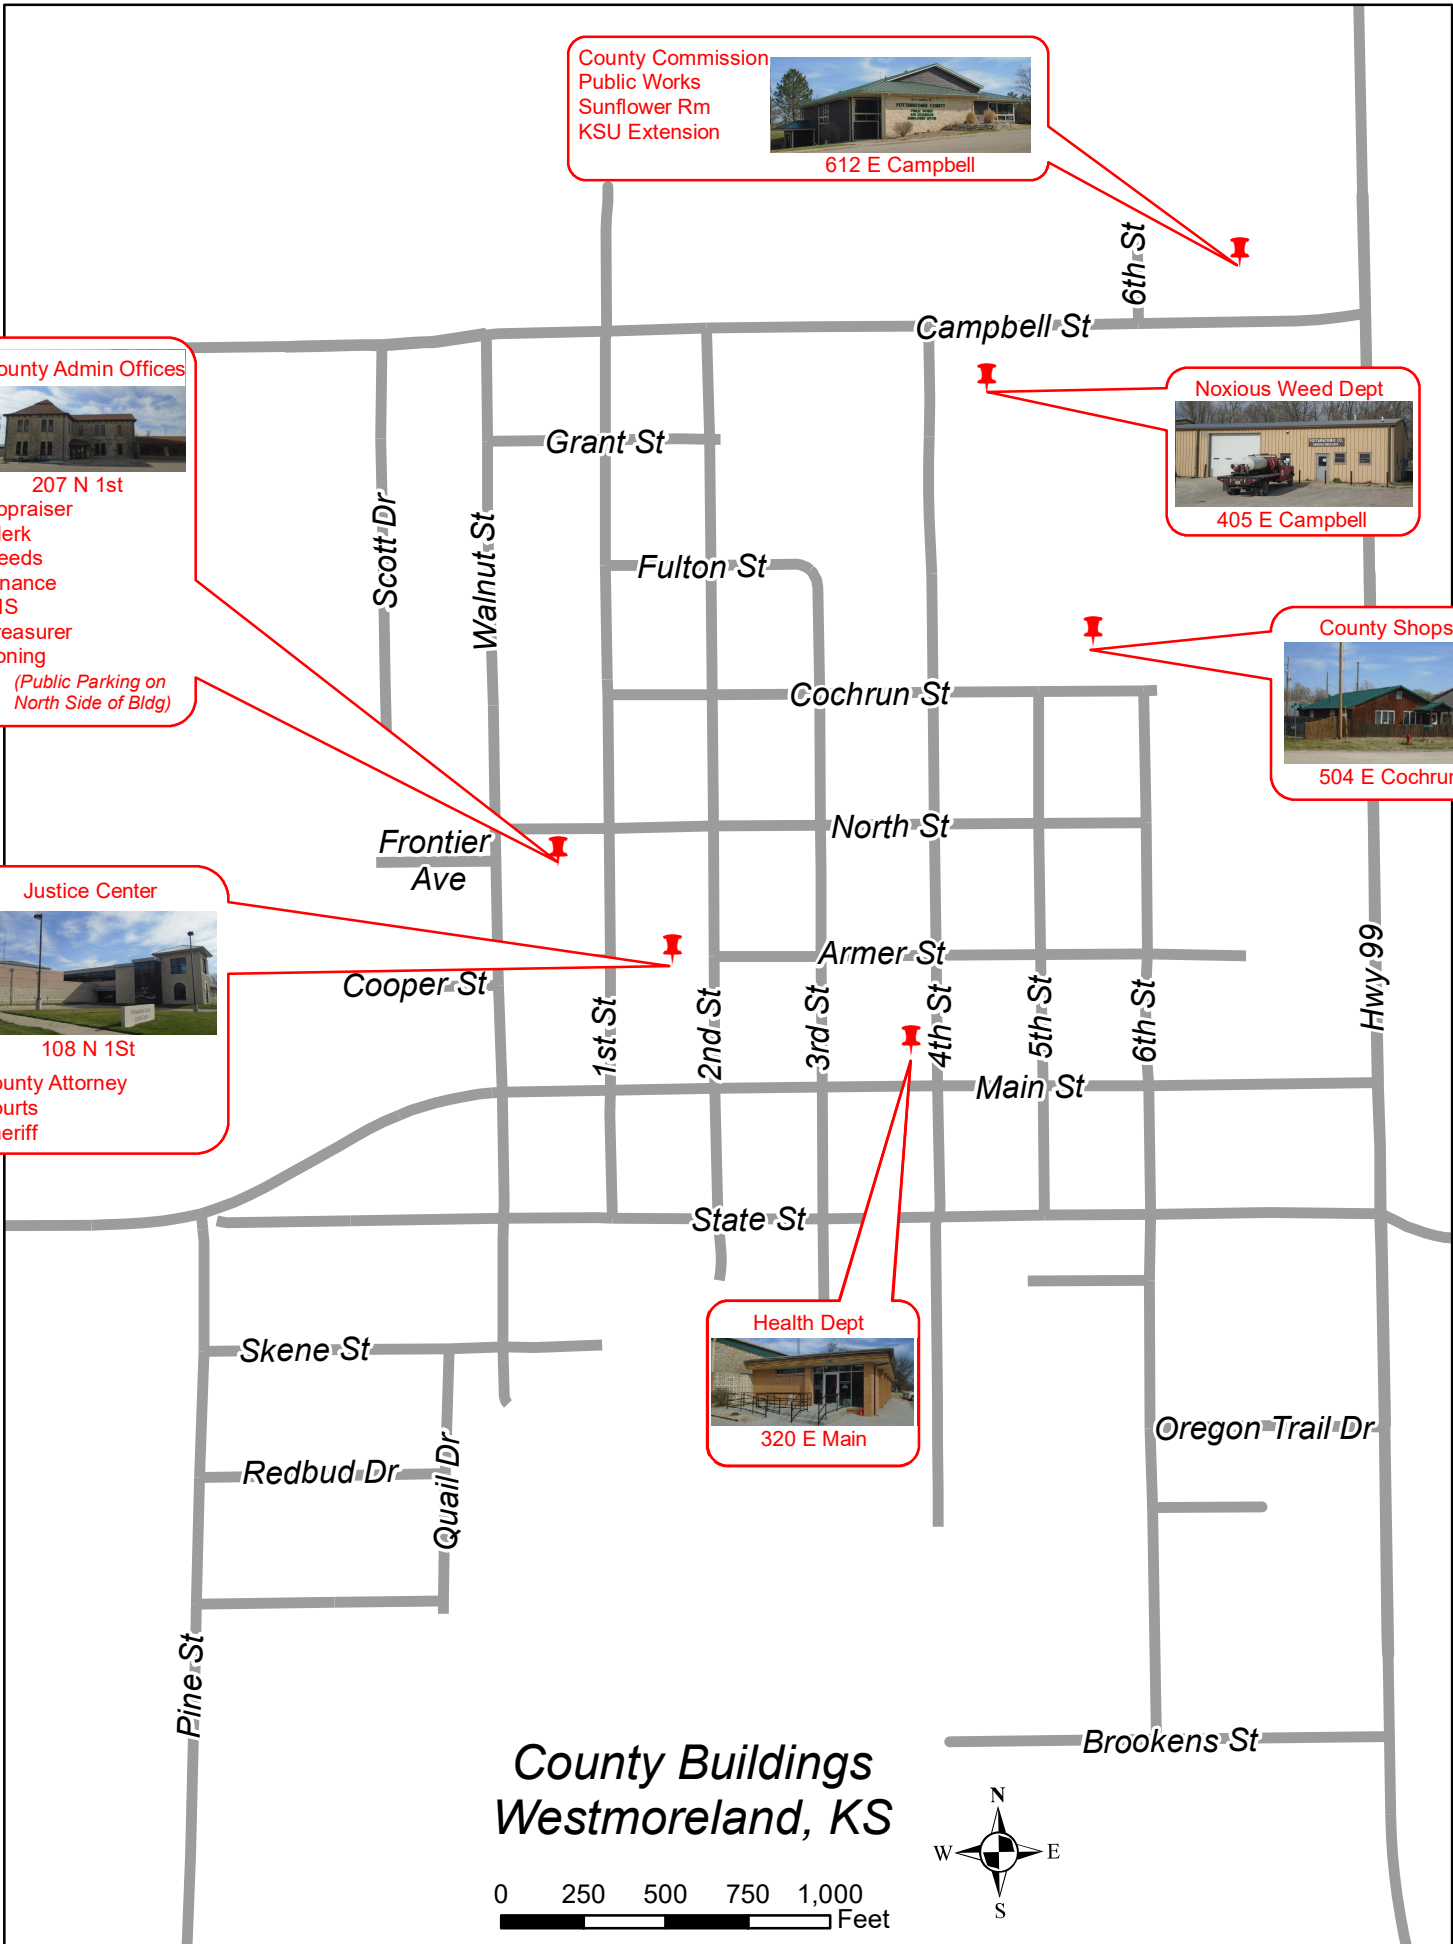 County Commission
Public Works
Sunflower Rm
KSU Extension
POTTAWATOMIE COUNTY
612 E Campbell
6th St
Campbell St
ounty Admin Offices
207 N 1st
ppraiser
lerk
eeds
nance
IS
reasurer
oning
(Public Parking on
North Side of Bldg)
Noxious Weed Dept
405 E Campbell
Grant St
Scott Dr
Walnut St
Fulton St
County Shops
504 E Cochrun
Cochrun St
Frontier
Ave
North St
Justice Center
108 N 1St
ounty Attorney
ourts
eriff
Cooper St
Armer St
1st St
2nd St
3rd St
4th St
5th St
6th St
Hwy 99
Main St
State St
Skene St
Health Dept
320 E Main
Redbud Dr
Quail Dr
Oregon Trail Dr
Pine St
Brookens St
County Buildings
Westmoreland, KS
N
W E
S
0 250 500 750 1,000
Feet